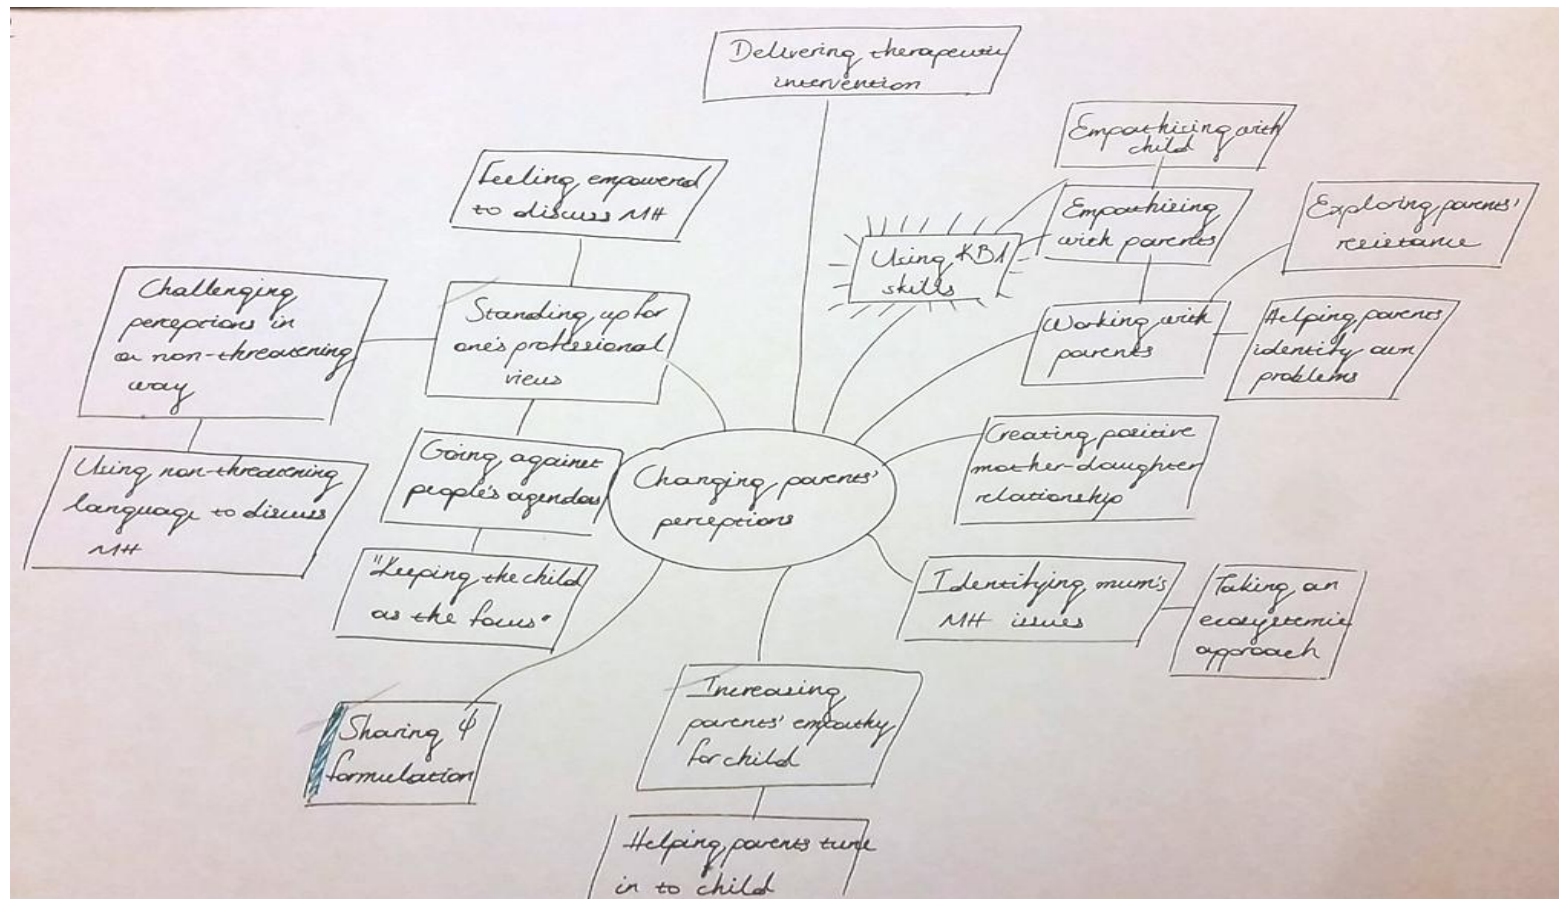 Delivering therapeutic
intervention
Empathising with
child
Feeling empowered
to discuss MH
Empathising
with parents
Exploring parents'
resistance
Using KB1
skills
Challenging
perceptions in
a non-threatening
way
Standing up for
one's professional
views
Working with
parents
Helping parents
identify own
problems
Using non-threatening
language to discuss
MH
Going against
people's agendas
Changing parents'
perceptions
Creating positive
mother-daughter
relationship
"Keeping the child
as the focus"
Identifying mum's
MH issues
Taking an
ecosystemic
approach
Sharing ψ
formulation
Increasing
parents' empathy
for child
Helping parents tune
in to child